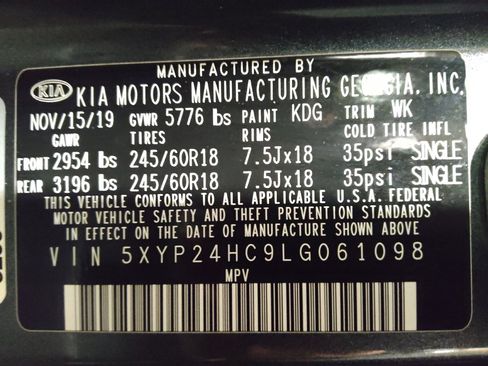 MANUFACTURED BY
KIA KIA MOTORS MANUFACTURING GEORGIA, INC.
NOV/15/19 GVWR 5776 lbs PAINT KDG TRIM WK
GAWR TIRES RIMS COLD TIRE INFL
FRONT 2954 lbs 245/60R18 7.5Jx18 35psi SINGLE
REAR 3196 lbs 245/60R18 7.5Jx18 35psi SINGLE
THIS VEHICLE CONFORMS TO ALL APPLICABLE U.S.A. FEDERAL
MOTOR VEHICLE SAFETY AND THEFT PREVENTION STANDARDS
IN EFFECT ON THE DATE OF MANUFACTURE SHOWN ABOVE
VIN 5XYP24HC9LG061098
MPV